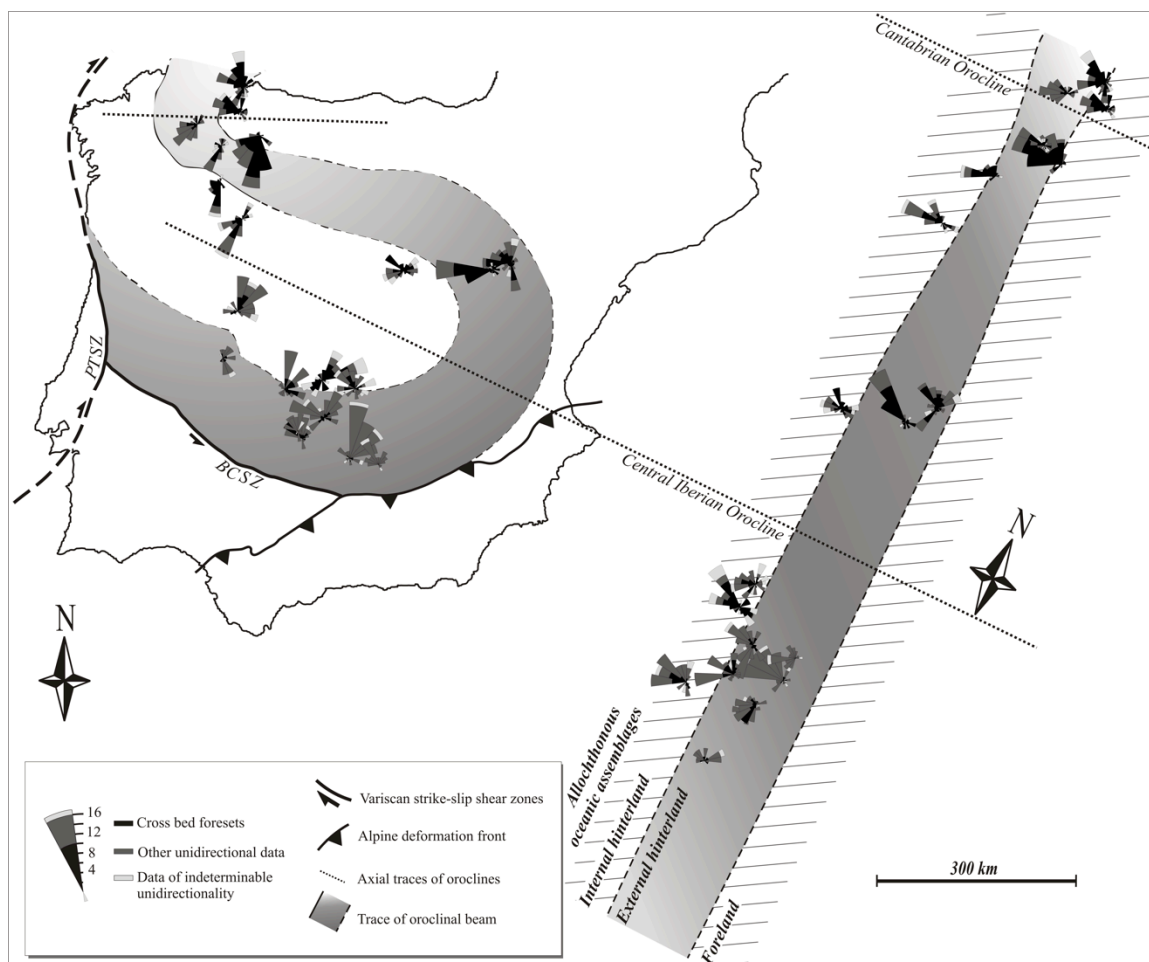 Cantabrian Orocline
PTSZ
BCSZ
Central Iberian Orocline
N
N
Allochthonous
oceanic assemblages
Internal hinterland
External hinterland
Foreland
300 km
16
12
8
4
Cross bed foresets
Other unidirectional data
Data of indeterminable
unidirectionality
Variscan strike-slip shear zones
Alpine deformation front
Axial traces of oroclines
Trace of oroclinal beam